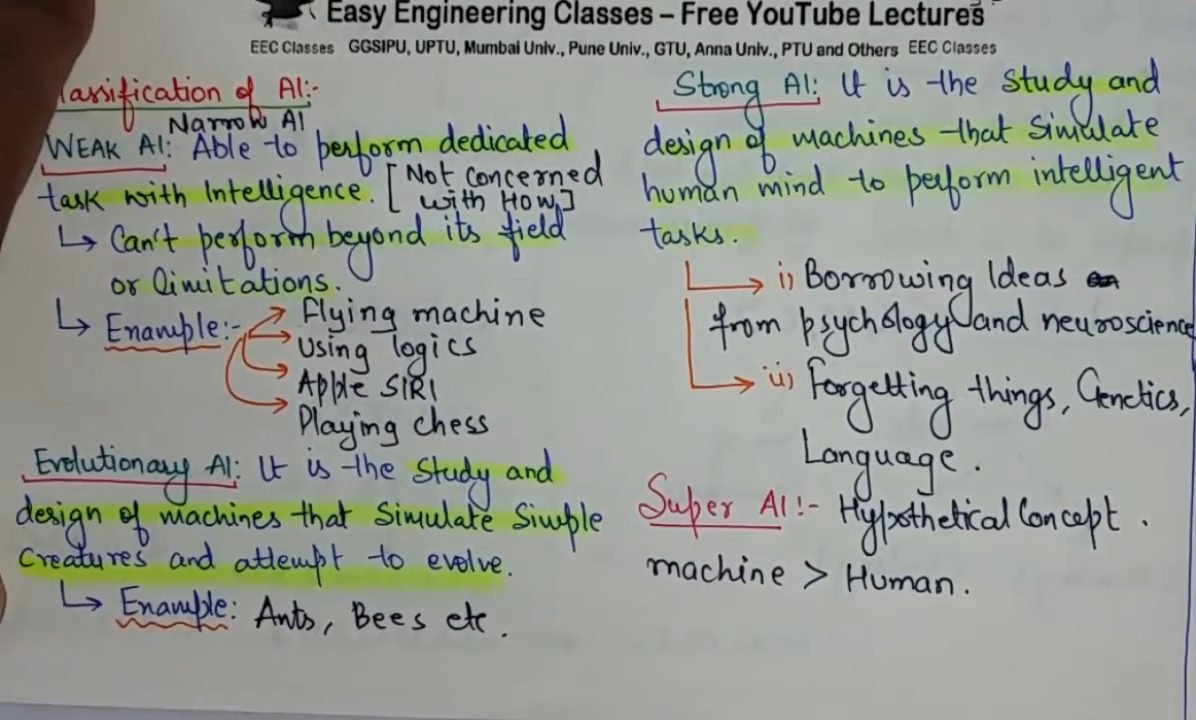 Easy Engineering Classes – Free YouTube Lectures
EEC Classes GGSIPU, UPTU, Mumbai Univ., Pune Univ., GTU, Anna Univ., PTU and Others EEC Classes
lassification of AI:-
Narrow AI
WEAK AI: Able to perform dedicated
task with Intelligence. [Not Concerned
with HOW]
↳ Can't perform beyond its field
or limitations.
↳ Example:- Flying machine
Using logics
Apple SIRI
Playing chess
Evolutionary AI: It is the Study and
design of machines that Simulate Simple
Creatures and attempt to evolve.
↳ Example: Ants, Bees etc.
Strong AI: It is the Study and
design of machines that Simulate
human mind to perform intelligent
tasks.
i) Borrowing Ideas
from psychology and neuroscience
ii) Forgetting things, Genetics,
Language.
Super AI:- Hypothetical Concept.
machine > Human.